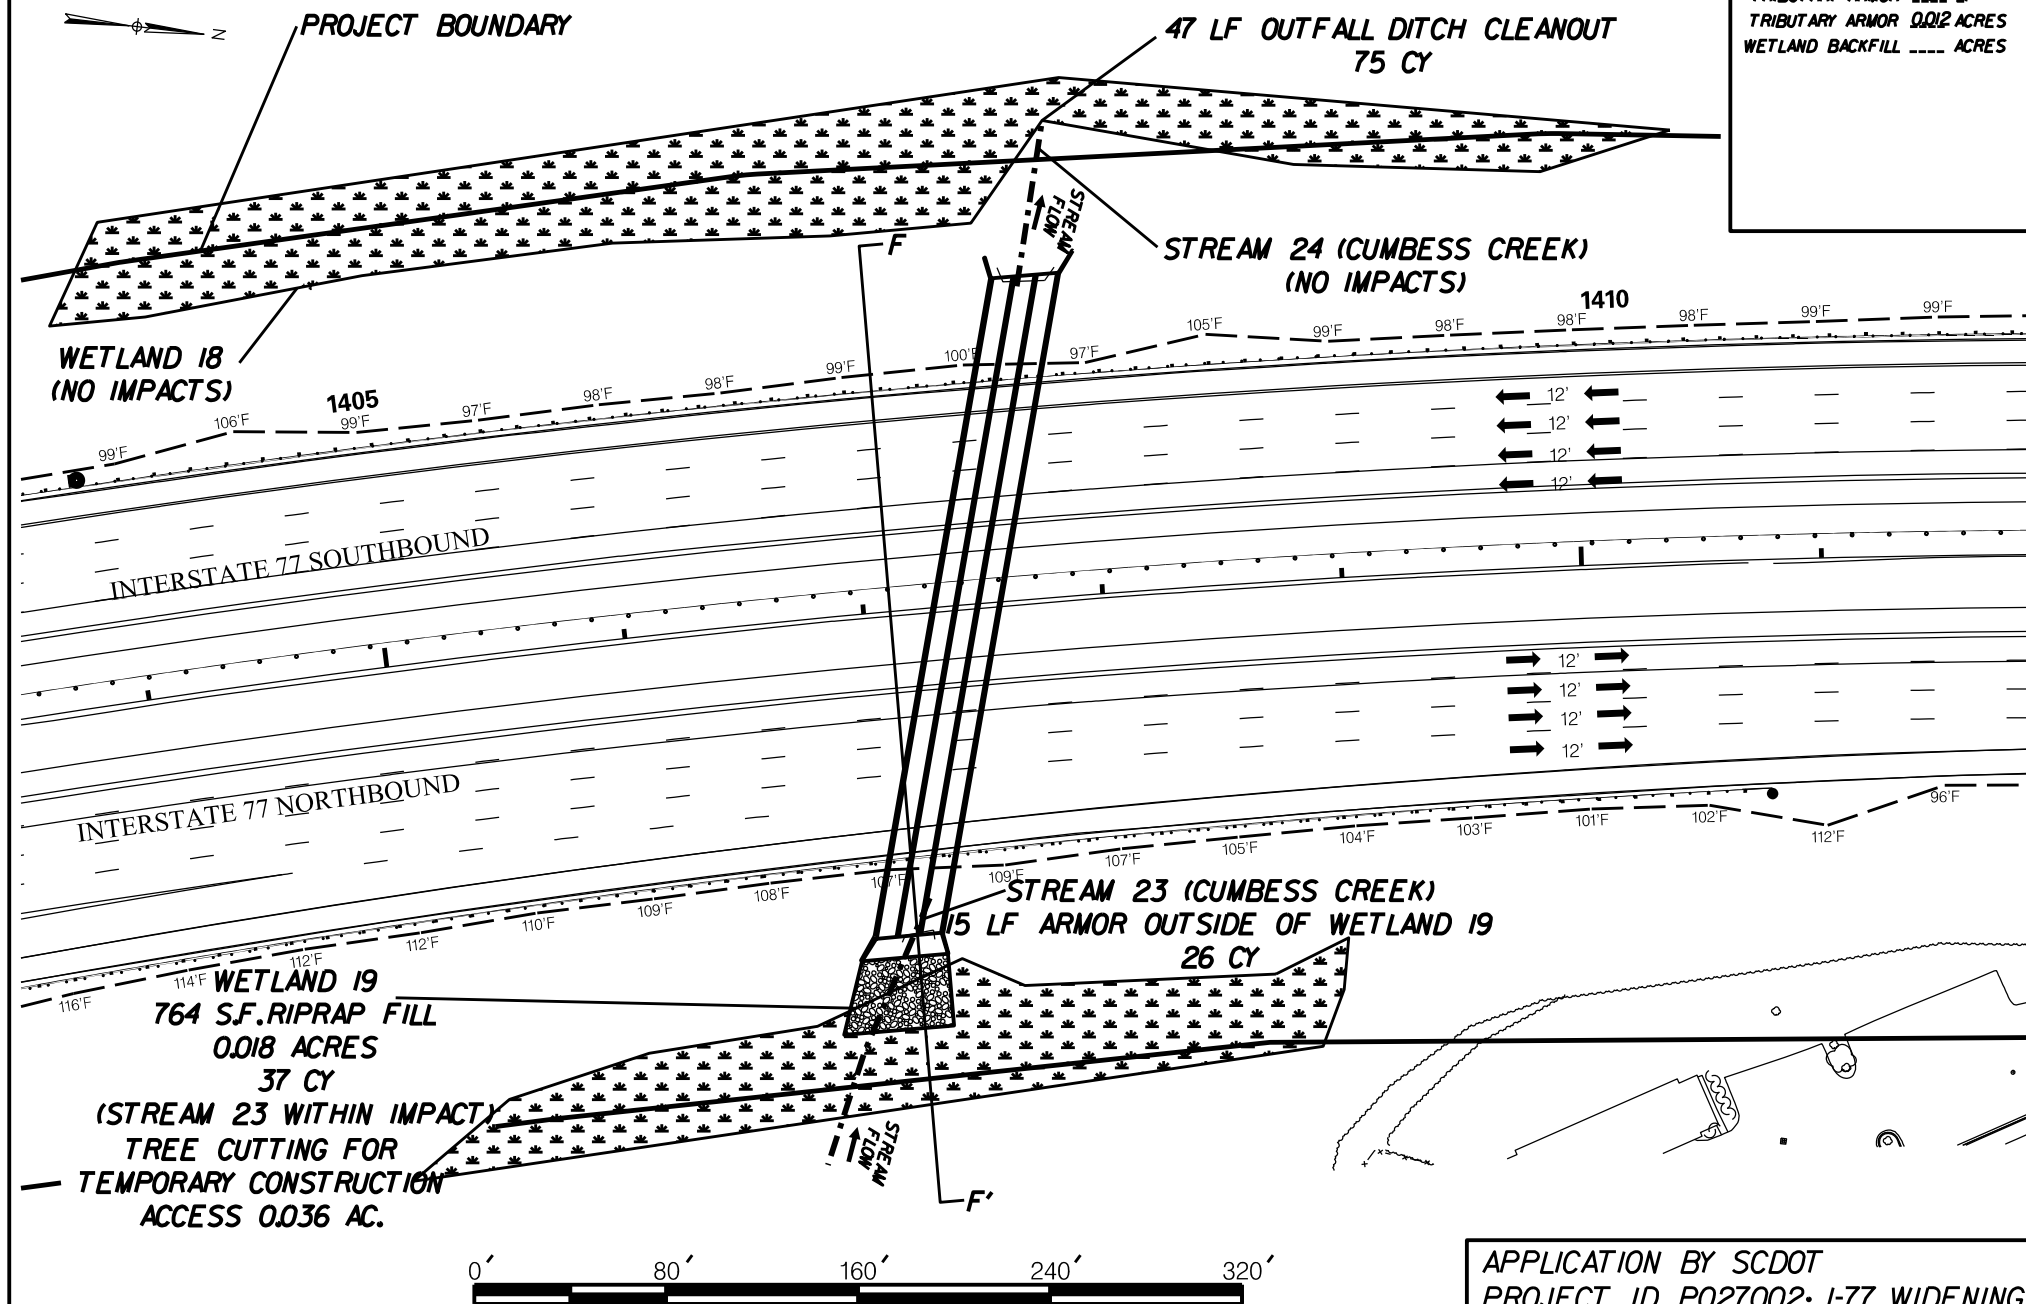 N
PROJECT BOUNDARY
47 LF OUTFALL DITCH CLEANOUT
75 CY
TRIBUTARY ARMOR 0.012 ACRES
WETLAND BACKFILL ____ ACRES
STREAM
FLOW
F
STREAM 24 (CUMBESS CREEK)
(NO IMPACTS)
WETLAND 18
(NO IMPACTS)
1405
1410
99'F
106'F
99'F
97'F
98'F
98'F
99'F
100'F
97'F
105'F
99'F
98'F
98'F
98'F
99'F
99'F
12'
12'
12'
12'
INTERSTATE 77 SOUTHBOUND
12'
12'
12'
12'
INTERSTATE 77 NORTHBOUND
116'F
114'F
112'F
112'F
110'F
109'F
108'F
107'F
109'F
107'F
105'F
104'F
103'F
101'F
102'F
112'F
96'F
STREAM 23 (CUMBESS CREEK)
15 LF ARMOR OUTSIDE OF WETLAND 19
26 CY
WETLAND 19
764 S.F. RIPRAP FILL
0.018 ACRES
37 CY
(STREAM 23 WITHIN IMPACT)
TREE CUTTING FOR
TEMPORARY CONSTRUCTION
ACCESS 0.036 AC.
STREAM
FLOW
F'
0' 80' 160' 240' 320'
APPLICATION BY SCDOT
PROJECT ID P027002: I-77 WIDENING